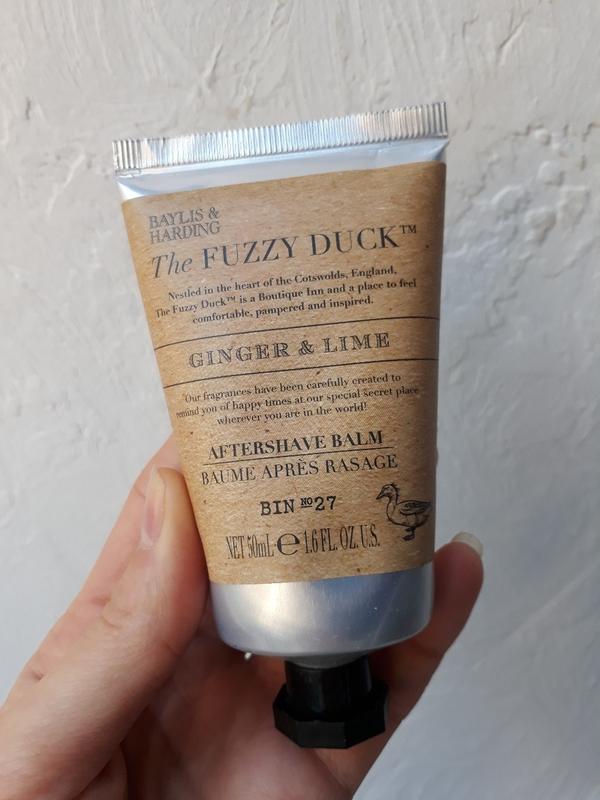 BAYLIS &
HARDING
The FUZZY DUCK™
Nestled in the heart of the Cotswolds, England,
The Fuzzy Duck™ is a Boutique Inn and a place to feel
comfortable, pampered and inspired.
GINGER & LIME
Our fragrances have been carefully created to
remind you of happy times at our special secret place
wherever you are in the world!
AFTERSHAVE BALM
BAUME APRÈS RASAGE
BIN Nº27
NET 50mL ℮ 1.6 FL. OZ. U.S.